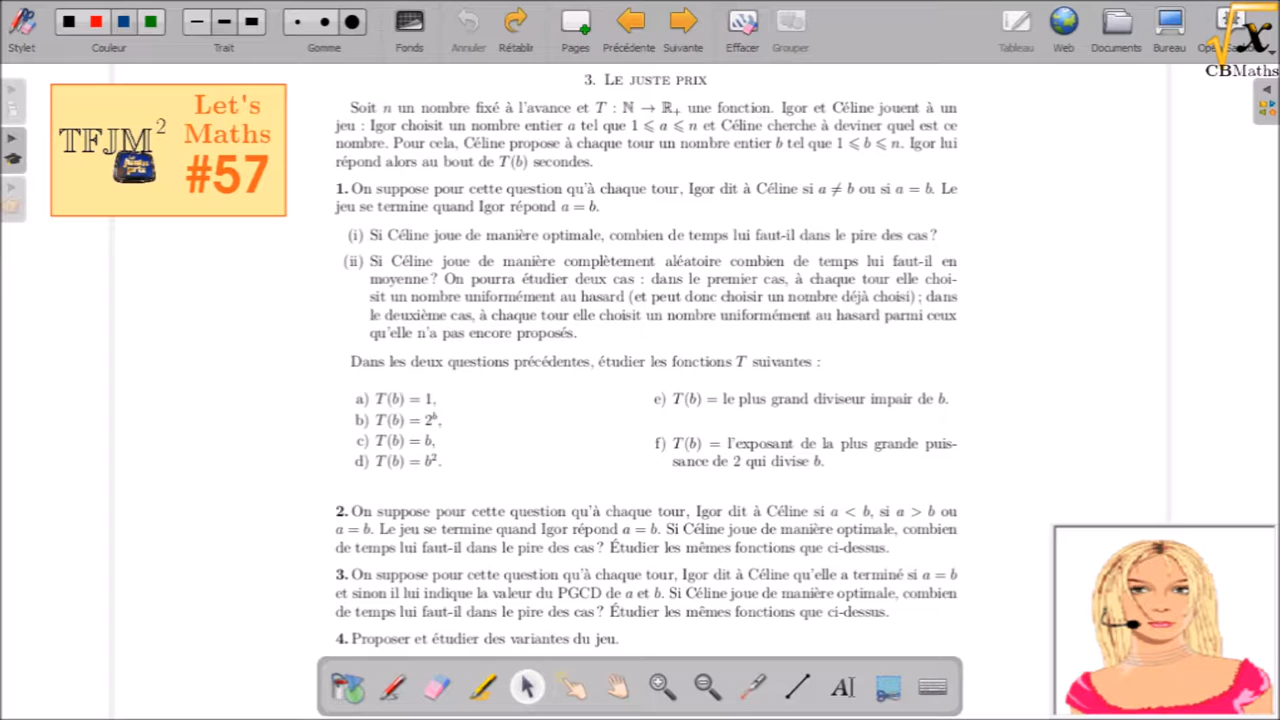 Stylet
Couleur
Trait
Gomme
Fonds
Annuler
Rétablir
Pages
Précédente
Suivante
Effacer
Grouper
Tableau
Web
Documents
Bureau
√x
CBMaths
TFJM²
Let's
Maths
#57
3. LE JUSTE PRIX
Soit n un nombre fixé à l'avance et T : ℕ → ℝ₊ une fonction. Igor et Céline jouent à un
jeu : Igor choisit un nombre entier a tel que 1 ⩽ a ⩽ n et Céline cherche à deviner quel est ce
nombre. Pour cela, Céline propose à chaque tour un nombre entier b tel que 1 ⩽ b ⩽ n. Igor lui
répond alors au bout de T(b) secondes.
1. On suppose pour cette question qu'à chaque tour, Igor dit à Céline si a ≠ b ou si a = b. Le
jeu se termine quand Igor répond a = b.
(i) Si Céline joue de manière optimale, combien de temps lui faut-il dans le pire des cas ?
(ii) Si Céline joue de manière complètement aléatoire combien de temps lui faut-il en
moyenne ? On pourra étudier deux cas : dans le premier cas, à chaque tour elle choi-
sit un nombre uniformément au hasard (et peut donc choisir un nombre déjà choisi) ; dans
le deuxième cas, à chaque tour elle choisit un nombre uniformément au hasard parmi ceux
qu'elle n'a pas encore proposés.
Dans les deux questions précédentes, étudier les fonctions T suivantes :
a) T(b) = 1,
b) T(b) = 2ᵇ,
c) T(b) = b,
d) T(b) = b².
e) T(b) = le plus grand diviseur impair de b.
f) T(b) = l'exposant de la plus grande puis-
sance de 2 qui divise b.
2. On suppose pour cette question qu'à chaque tour, Igor dit à Céline si a < b, si a > b ou
a = b. Le jeu se termine quand Igor répond a = b. Si Céline joue de manière optimale, combien
de temps lui faut-il dans le pire des cas ? Étudier les mêmes fonctions que ci-dessus.
3. On suppose pour cette question qu'à chaque tour, Igor dit à Céline qu'elle a terminé si a = b
et sinon il lui indique la valeur du PGCD de a et b. Si Céline joue de manière optimale, combien
de temps lui faut-il dans le pire des cas ? Étudier les mêmes fonctions que ci-dessus.
4. Proposer et étudier des variantes du jeu.